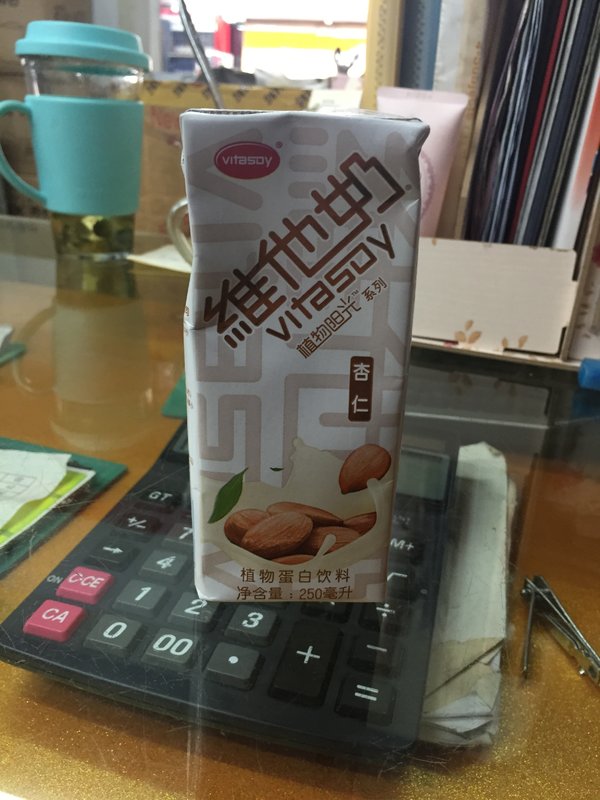 vitasoy
維他奶
vitasoy
植物阳光™ 系列
杏仁
植物蛋白饮料
净含量：250毫升
GT
+/-
7
M+
→
4
√
ON
C·CE
1
2
3
÷
CA
0
00
•
+
−
=